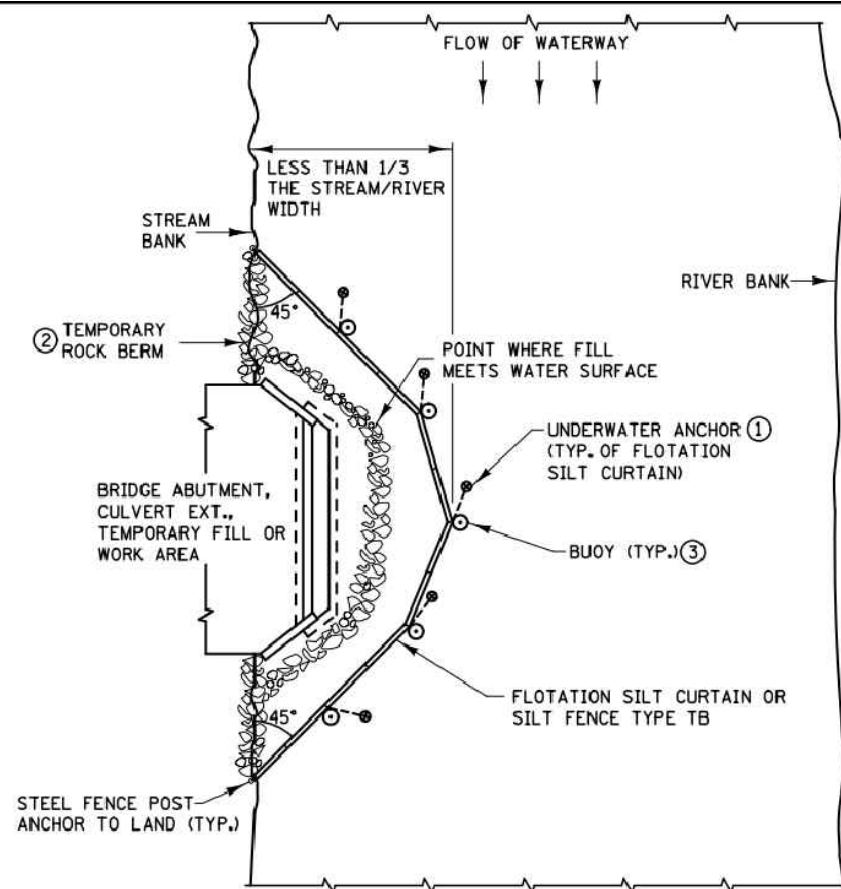 FLOW OF WATERWAY
LESS THAN 1/3
THE STREAM/RIVER
WIDTH
STREAM
BANK
RIVER BANK
45°
② TEMPORARY
ROCK BERM
POINT WHERE FILL
MEETS WATER SURFACE
UNDERWATER ANCHOR ①
(TYP. OF FLOTATION
SILT CURTAIN)
BRIDGE ABUTMENT,
CULVERT EXT.,
TEMPORARY FILL OR
WORK AREA
BUOY (TYP.) ③
FLOTATION SILT CURTAIN OR
SILT FENCE TYPE TB
45°
STEEL FENCE POST
ANCHOR TO LAND (TYP.)